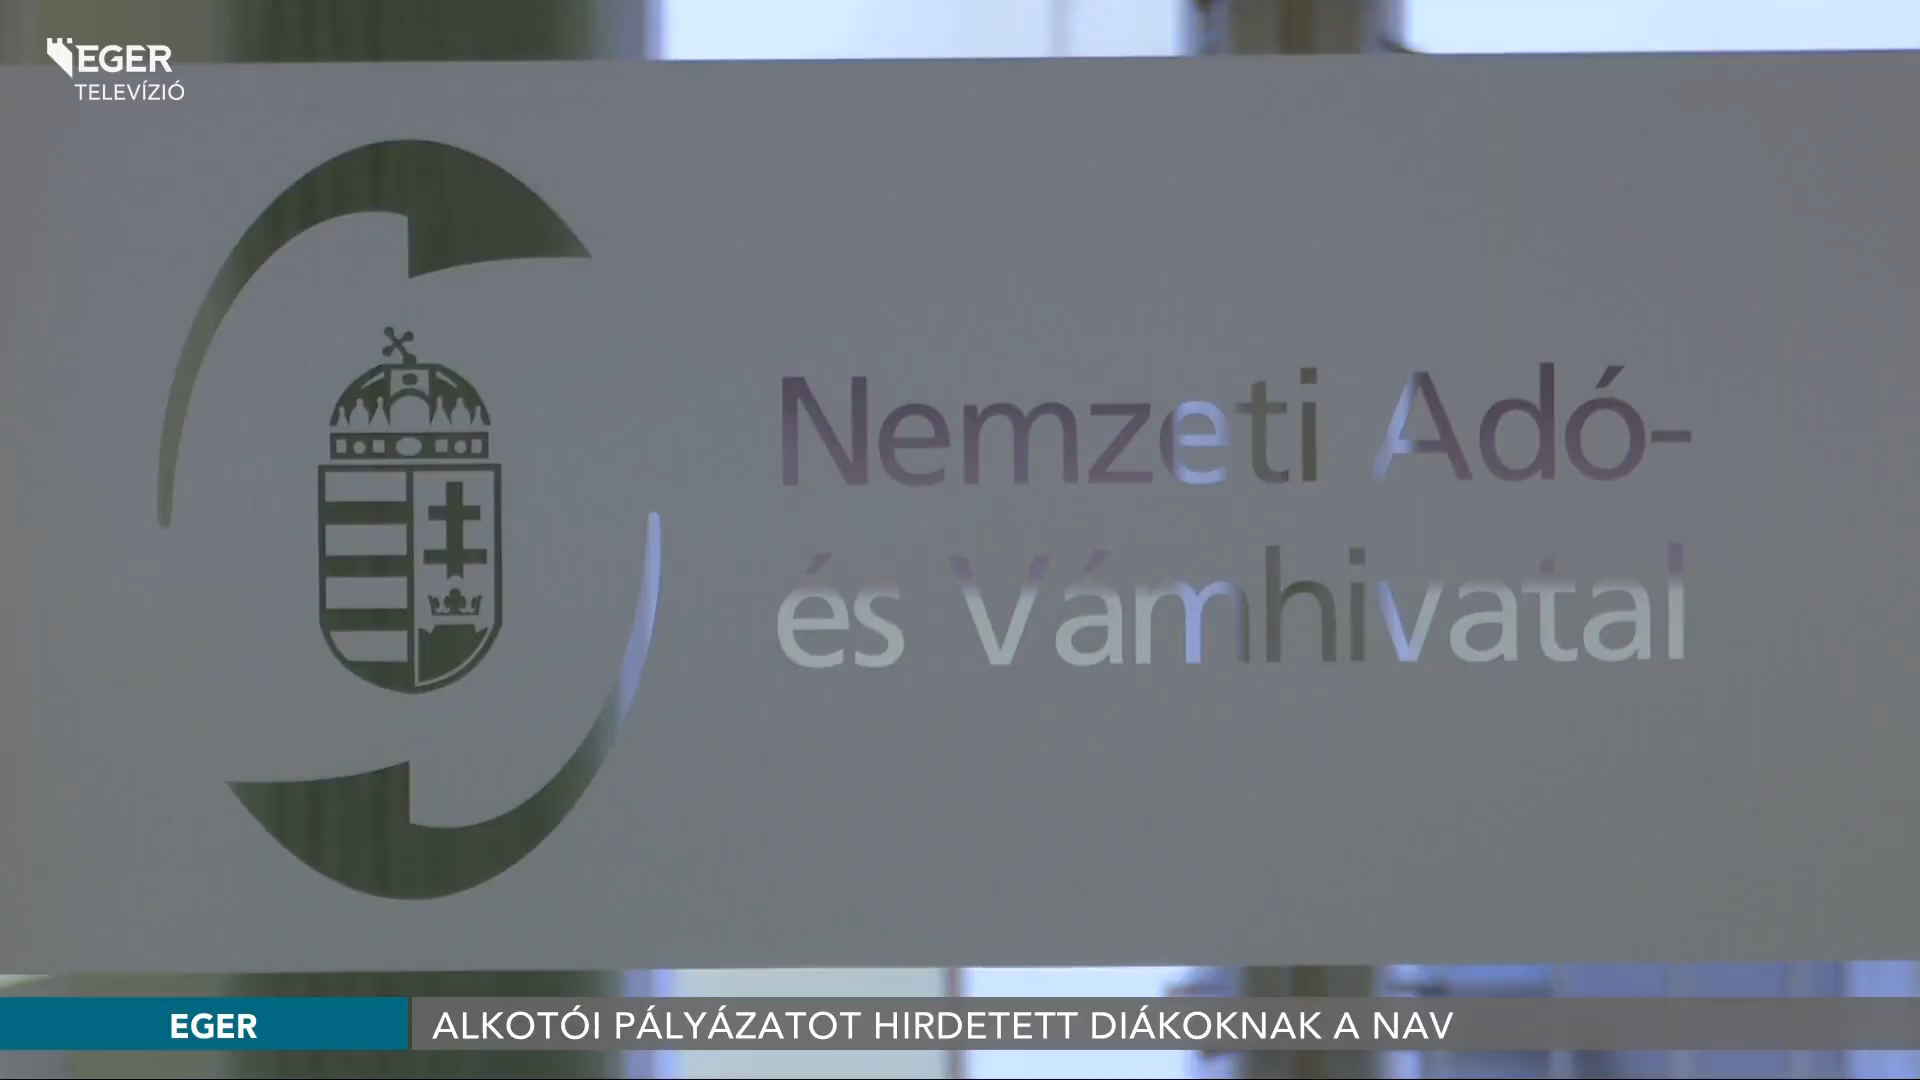 EGER
TELEVÍZIÓ
Nemzeti Adó-
és Vámhivatal
EGER
ALKOTÓI PÁLYÁZATOT HIRDETETT DIÁKOKNAK A NAV